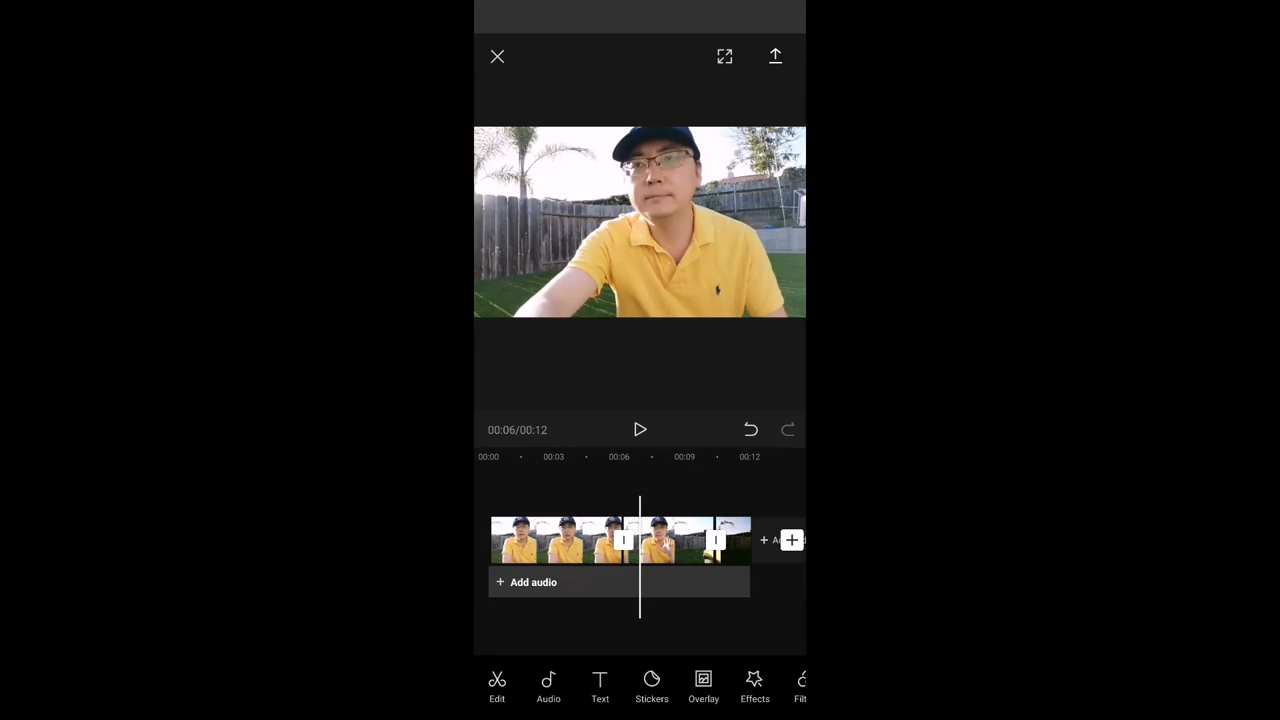 00:06/00:12
00:00 00:03 00:06 00:09 00:12
+ Add audio
Edit Audio Text Stickers Overlay Effects Filt